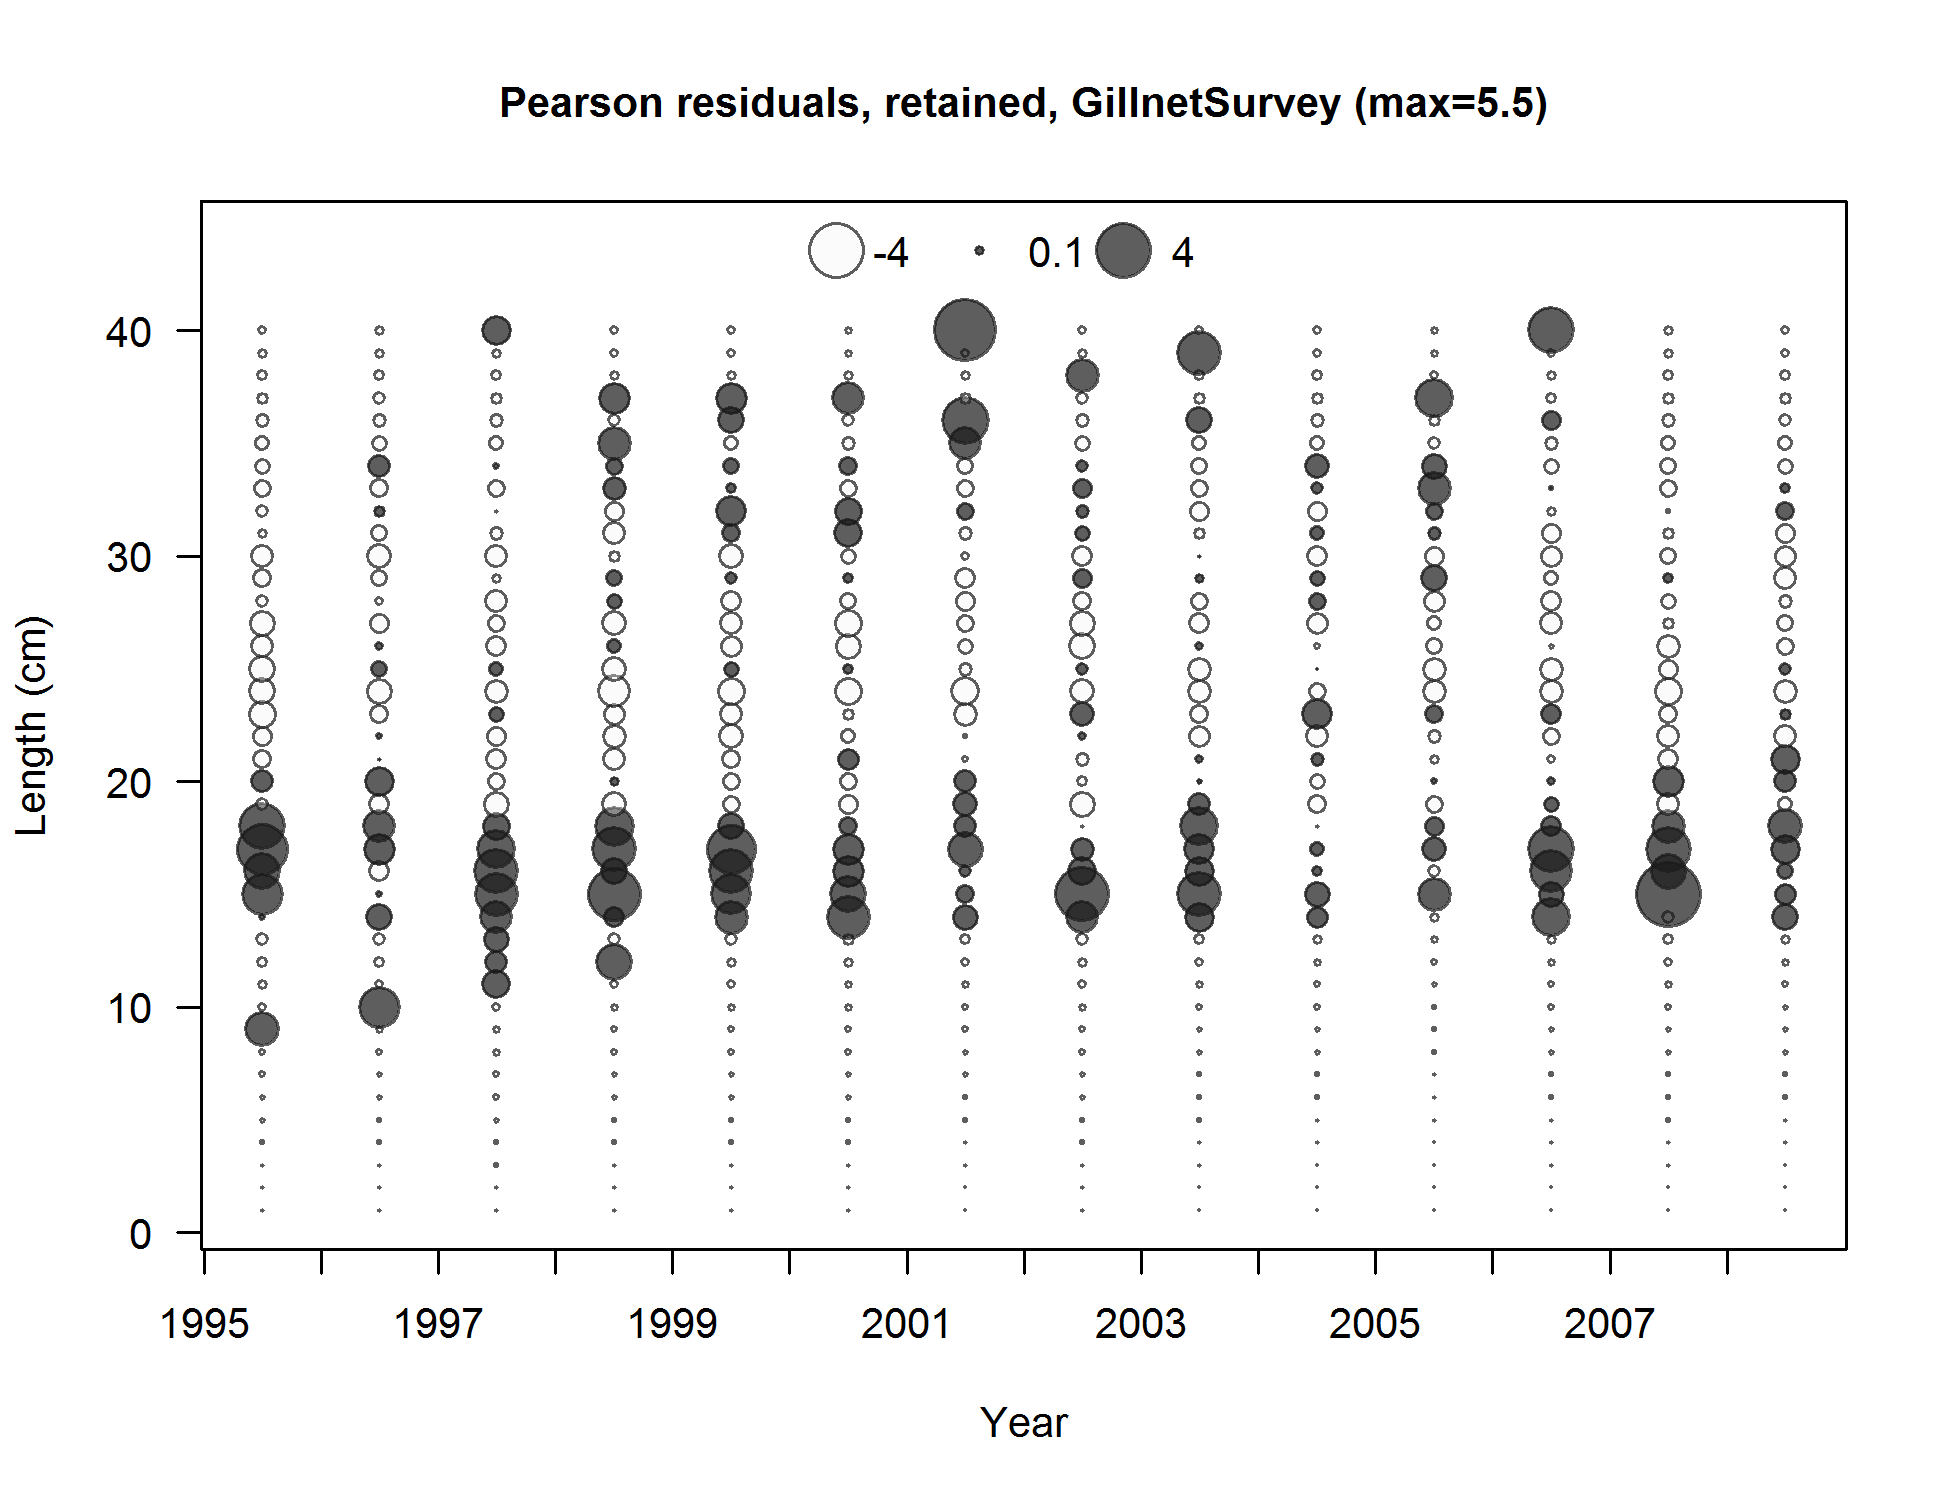 Pearson residuals, retained, GillnetSurvey (max=5.5)
-4 0.1 4
40
30
20
10
0
Length (cm)
1995 1997 1999 2001 2003 2005 2007
Year